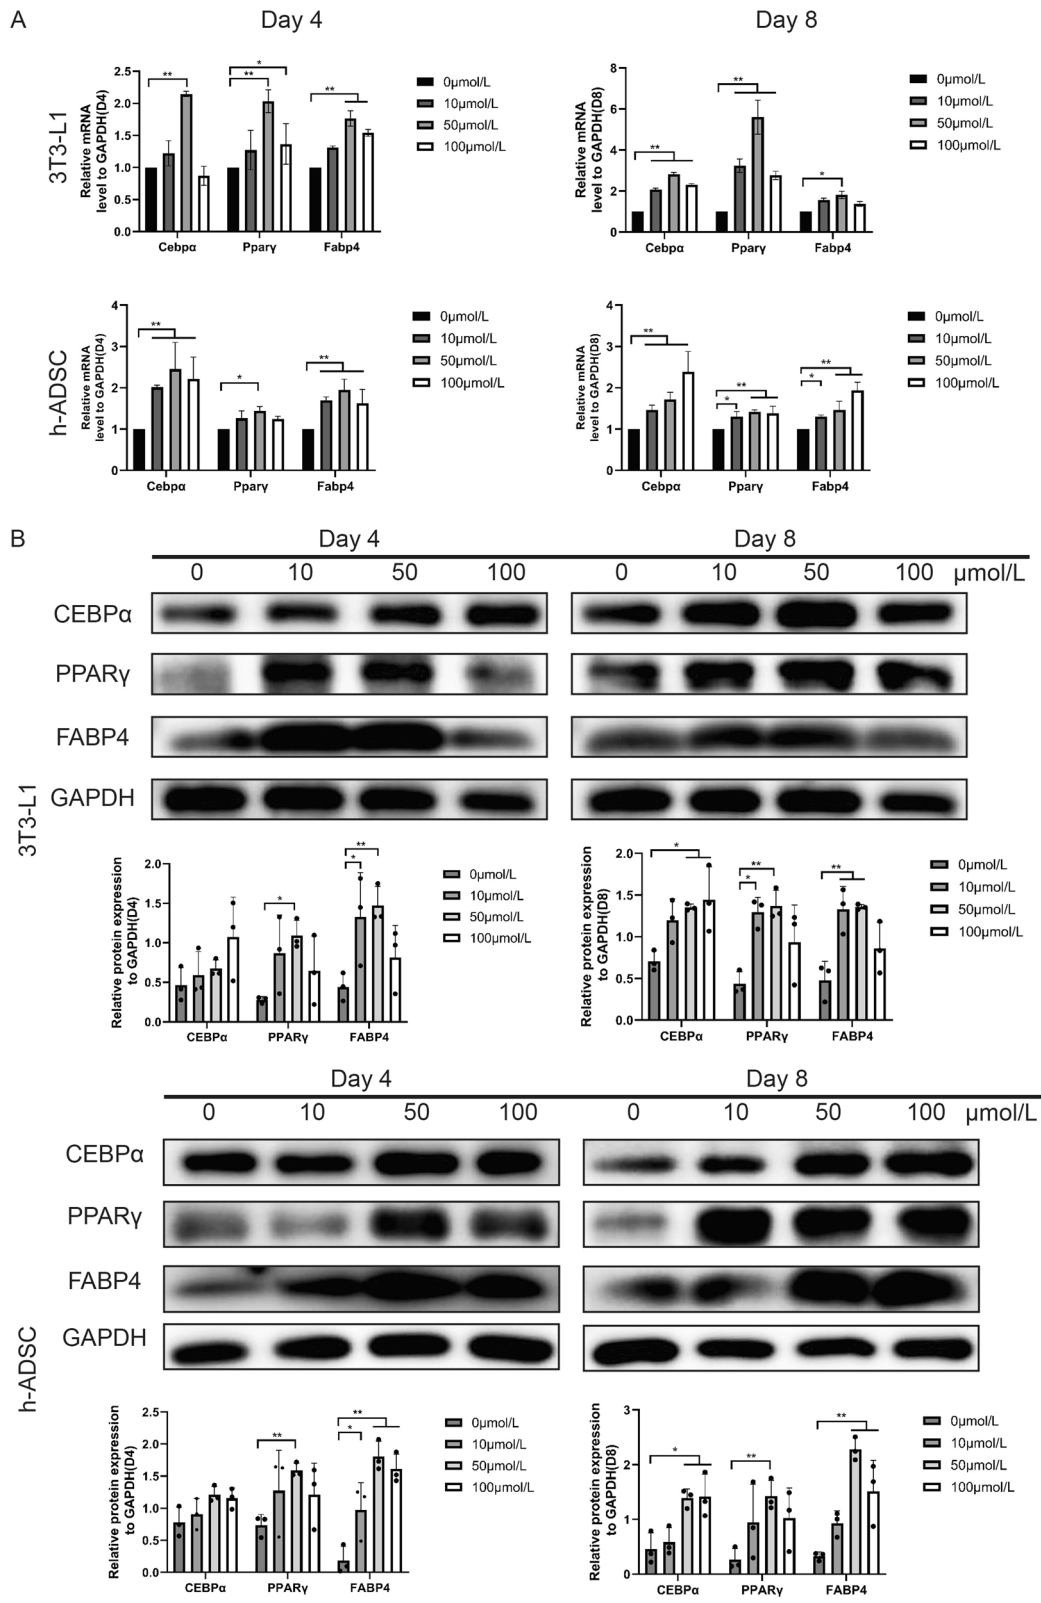 A
Day 4
Day 8
3T3-L1
Relative mRNA
level to GAPDH(D4)
2.5
2.0
1.5
1.0
0.5
0.0
**
**
*
**
Cebpα
Pparγ
Fabp4
0μmol/L
10μmol/L
50μmol/L
100μmol/L
Relative mRNA
level to GAPDH(D8)
8
6
4
2
0
**
**
*
Cebpα
Pparγ
Fabp4
0μmol/L
10μmol/L
50μmol/L
100μmol/L
h-ADSC
Relative mRNA
level to GAPDH(D4)
4
3
2
1
0
**
*
**
Cebpα
Pparγ
Fabp4
0μmol/L
10μmol/L
50μmol/L
100μmol/L
Relative mRNA
level to GAPDH(D8)
4
3
2
1
0
**
*
**
*
**
Cebpα
Pparγ
Fabp4
0μmol/L
10μmol/L
50μmol/L
100μmol/L
B
Day 4
Day 8
0 10 50 100 0 10 50 100 μmol/L
CEBPα
PPARγ
FABP4
GAPDH
3T3-L1
Relative protein expression
to GAPDH(D4)
2.0
1.5
1.0
0.5
0.0
*
*
**
CEBPα
PPARγ
FABP4
0μmol/L
10μmol/L
50μmol/L
100μmol/L
Relative protein expression
to GAPDH(D8)
2.0
1.5
1.0
0.5
0.0
*
*
**
**
CEBPα
PPARγ
FABP4
0μmol/L
10μmol/L
50μmol/L
100μmol/L
Day 4
Day 8
0 10 50 100 0 10 50 100 μmol/L
CEBPα
PPARγ
FABP4
GAPDH
h-ADSC
Relative protein expression
to GAPDH(D4)
2.5
2.0
1.5
1.0
0.5
0.0
**
*
**
CEBPα
PPARγ
FABP4
0μmol/L
10μmol/L
50μmol/L
100μmol/L
Relative protein expression
to GAPDH(D8)
3
2
1
0
*
**
**
CEBPα
PPARγ
FABP4
0μmol/L
10μmol/L
50μmol/L
100μmol/L